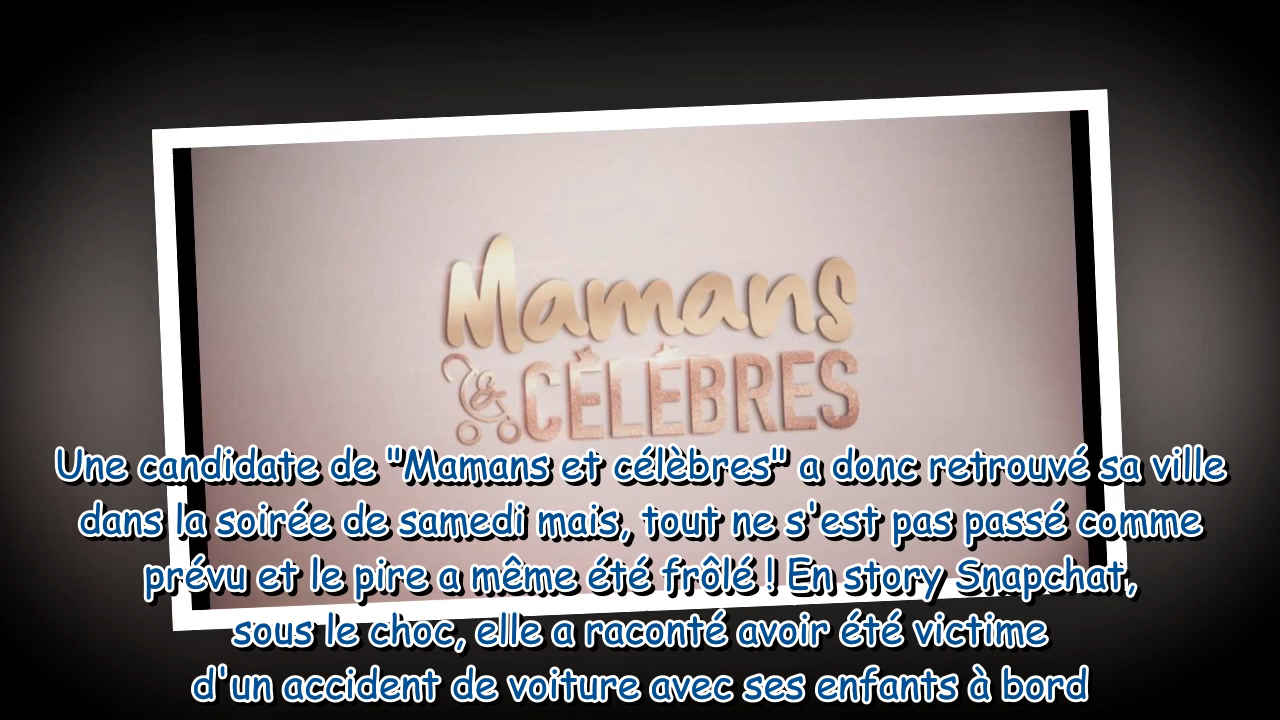 Mamans
& CÉLÈBRES
Une candidate de "Mamans et célèbres" a donc retrouvé sa ville
dans la soirée de samedi mais, tout ne s'est pas passé comme
prévu et le pire a même été frôlé ! En story Snapchat,
sous le choc, elle a raconté avoir été victime
d'un accident de voiture avec ses enfants à bord